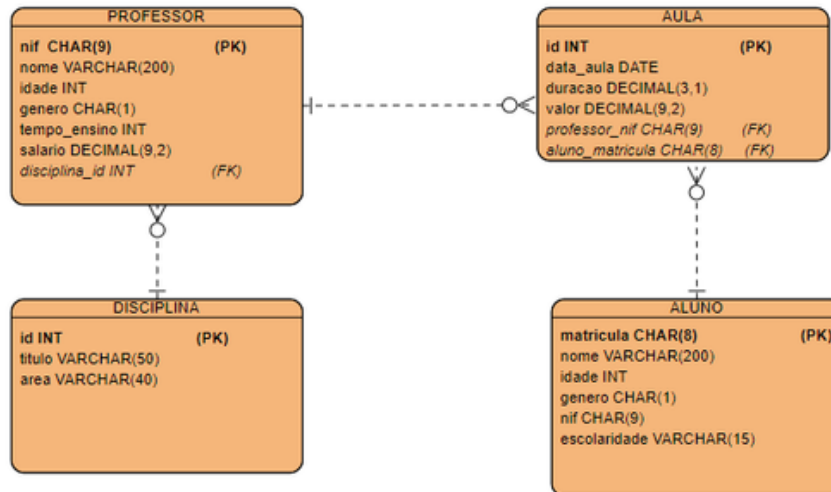 PROFESSOR
nif CHAR(9) (PK)
nome VARCHAR(200)
idade INT
genero CHAR(1)
tempo_ensino INT
salario DECIMAL(9,2)
disciplina_id INT (FK)
AULA
id INT (PK)
data_aula DATE
duracao DECIMAL(3,1)
valor DECIMAL(9,2)
professor_nif CHAR(9) (FK)
aluno_matricula CHAR(8) (FK)
DISCIPLINA
id INT (PK)
titulo VARCHAR(50)
area VARCHAR(40)
ALUNO
matricula CHAR(8) (PK)
nome VARCHAR(200)
idade INT
genero CHAR(1)
nif CHAR(9)
escolaridade VARCHAR(15)